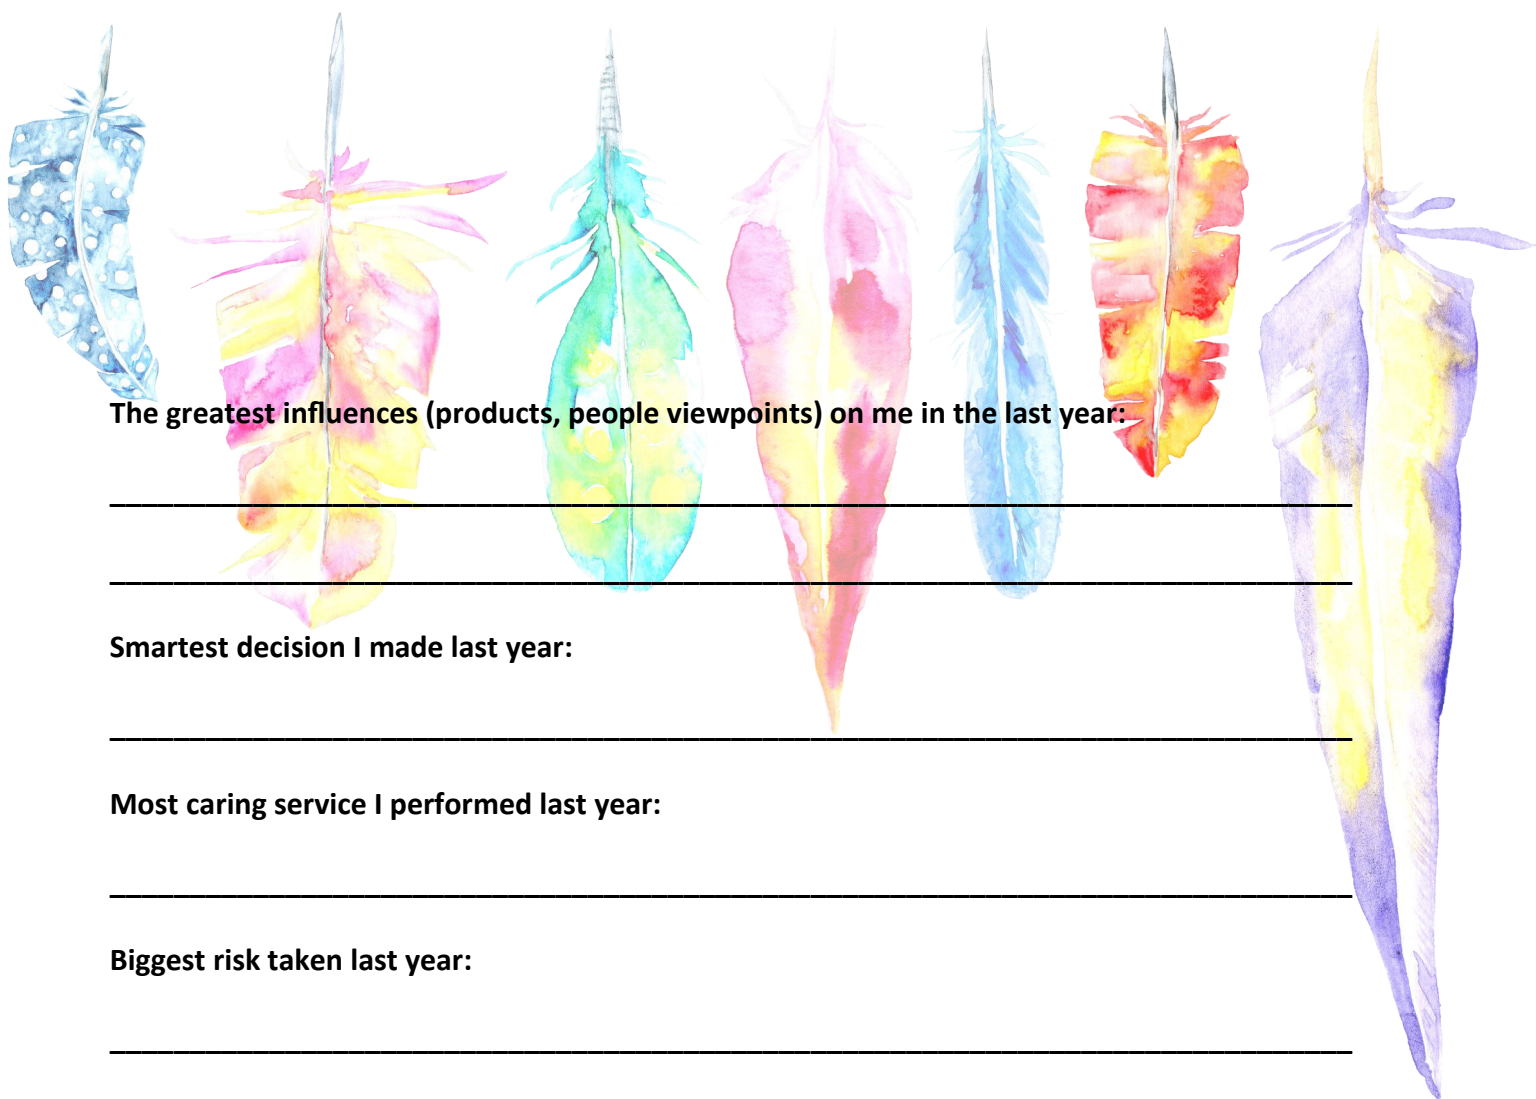 The greatest influences (products, people viewpoints) on me in the last year:
Smartest decision I made last year:
Most caring service I performed last year:
Biggest risk taken last year: